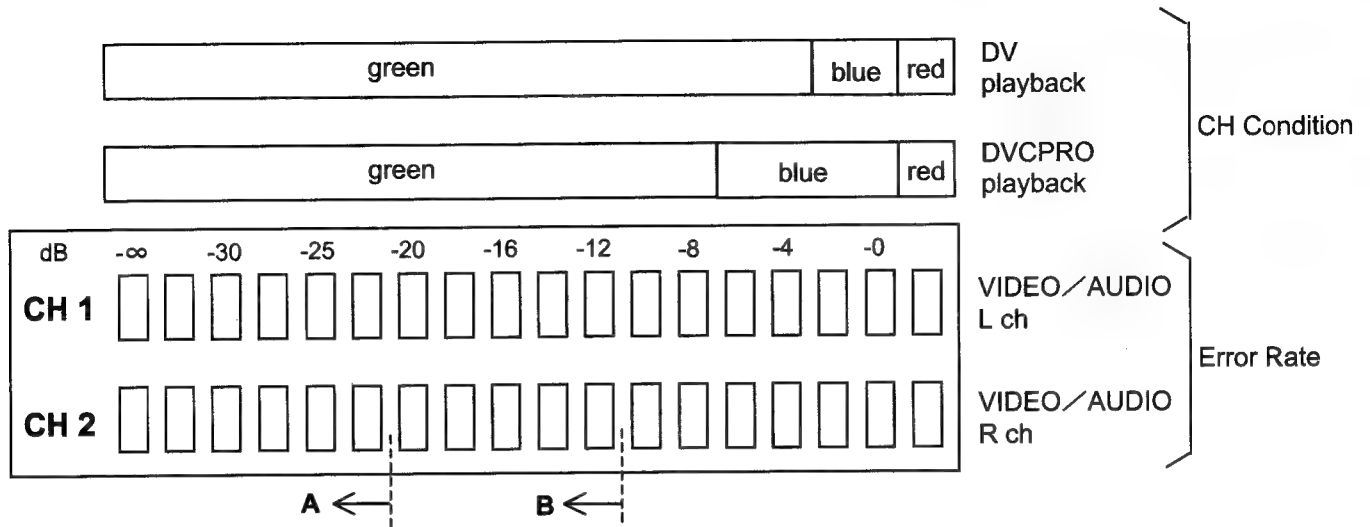 green blue red DV playback
green blue red DVCPRO playback
CH Condition
dB -∞ -30 -25 -20 -16 -12 -8 -4 -0
CH 1 VIDEO／AUDIO L ch
CH 2 VIDEO／AUDIO R ch
Error Rate
A B